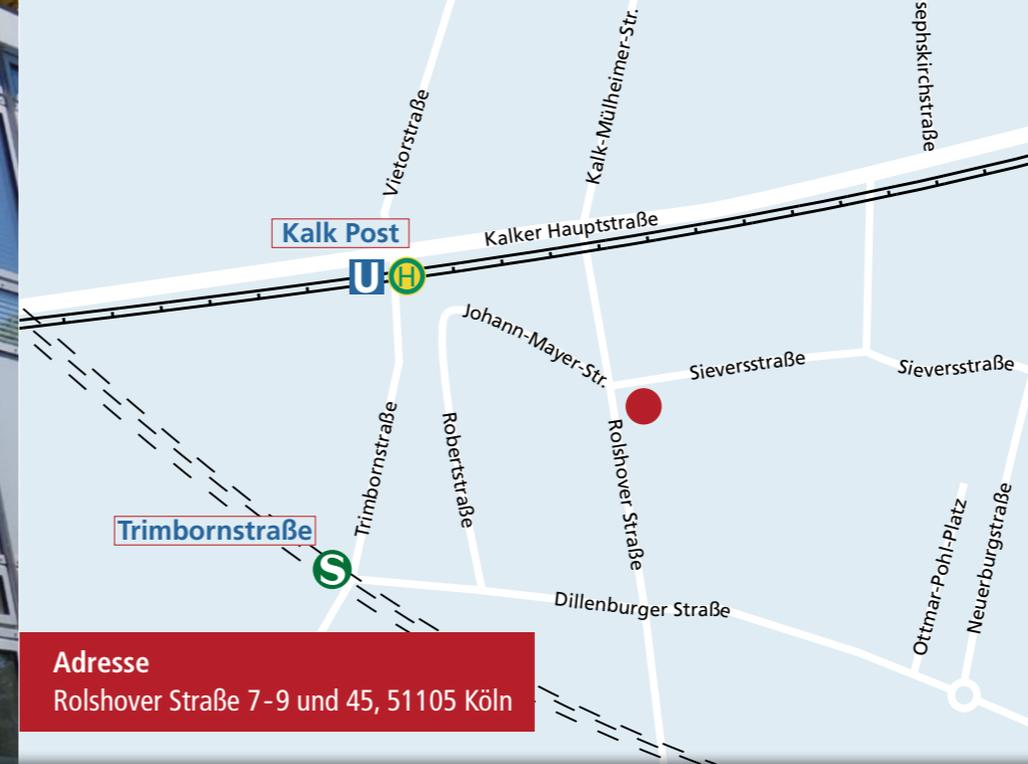 Vietorstraße
Kalk-Mülheimer-Str.
sephskirchstraße
Kalk Post
Kalker Hauptstraße
U
H
Johann-Mayer-Str.
Sieversstraße
Sieversstraße
Trimbornstraße
Robertstraße
Rolshover Straße
Trimbornstraße
S
Dillenburger Straße
Ottmar-Pohl-Platz
Neuerburgstraße
Adresse
Rolshover Straße 7-9 und 45, 51105 Köln